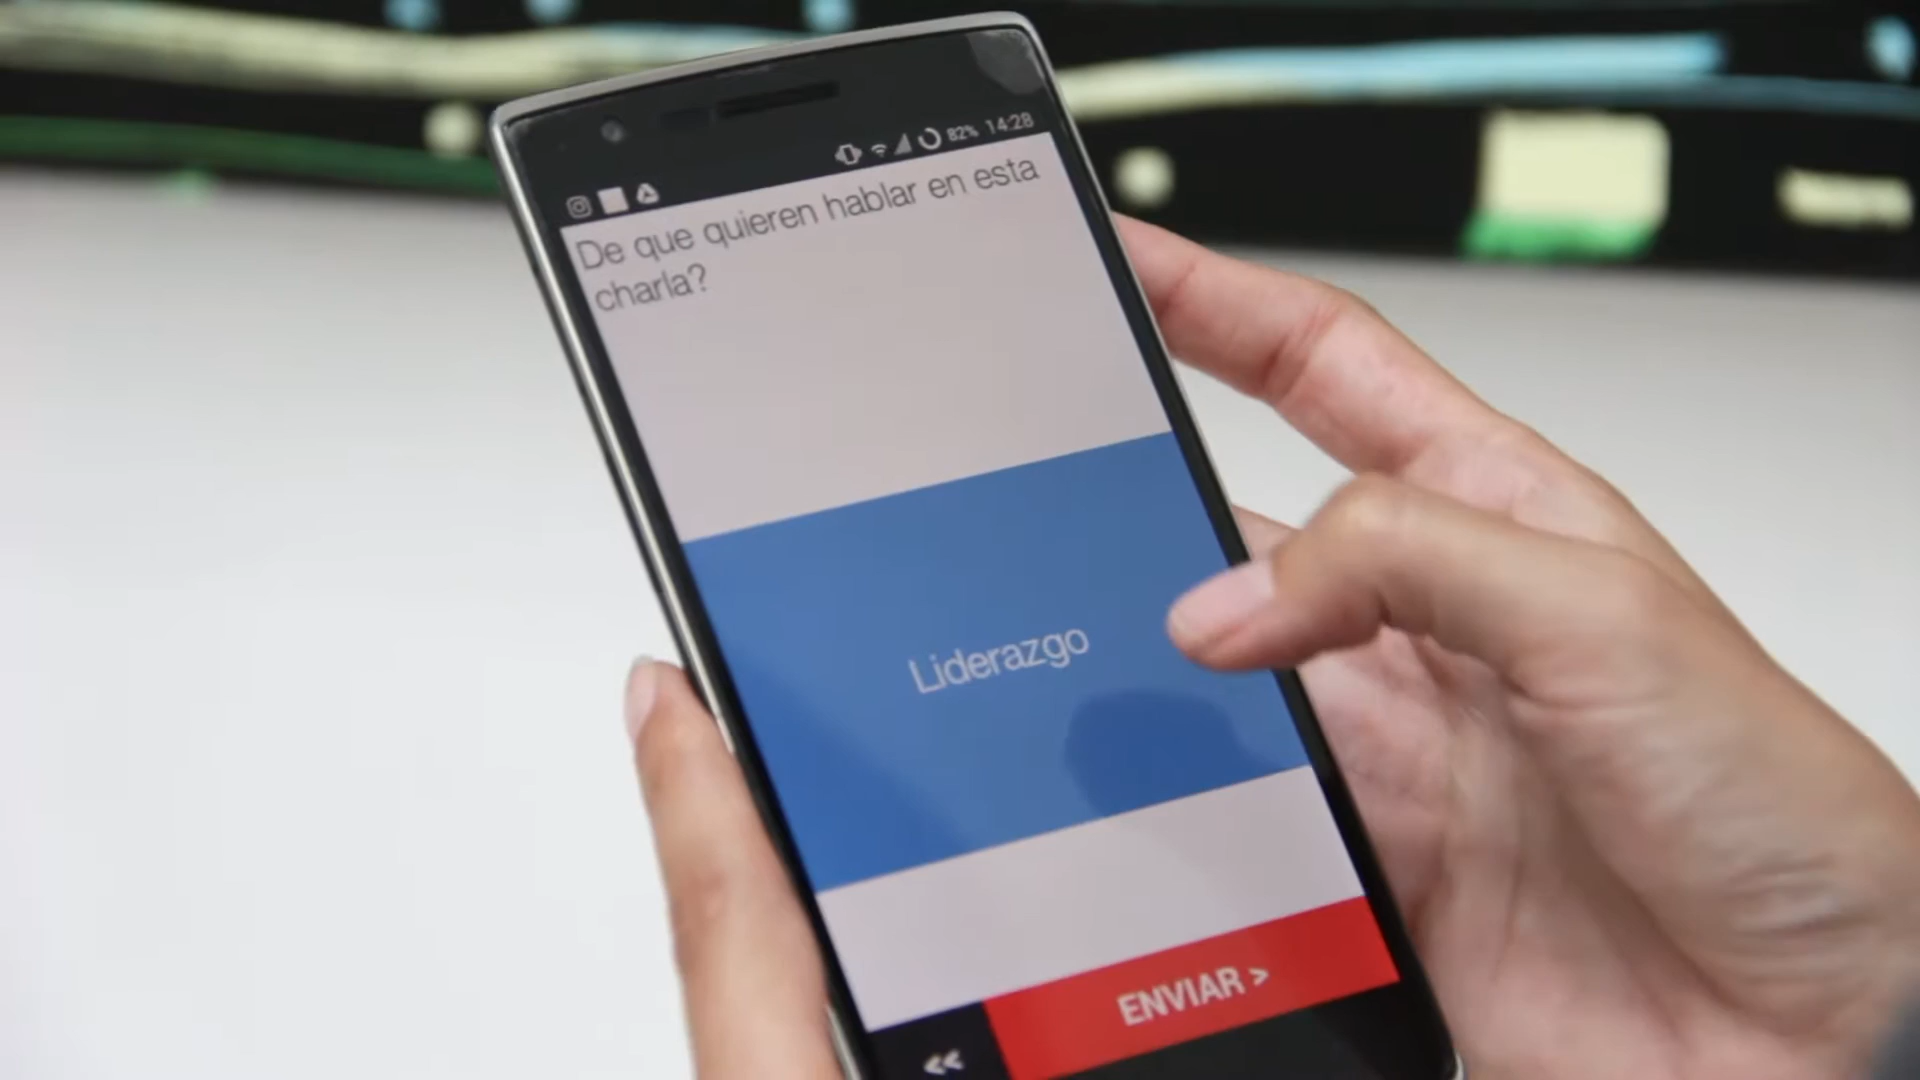 82% 14:28
De que quieren hablar en esta
charla?
Liderazgo
ENVIAR >
<<